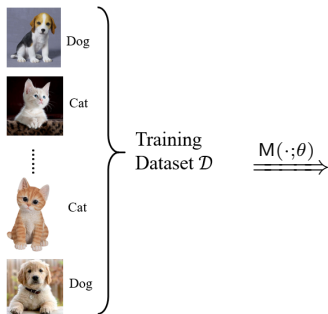 Dog
Cat
Training
Dataset 𝒟
M(·;θ)
Cat
Dog